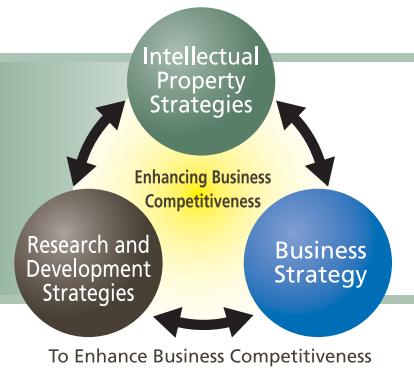 Intellectual
Property
Strategies
Enhancing Business
Competitiveness
Research and
Development
Strategies
Business
Strategy
To Enhance Business Competitiveness